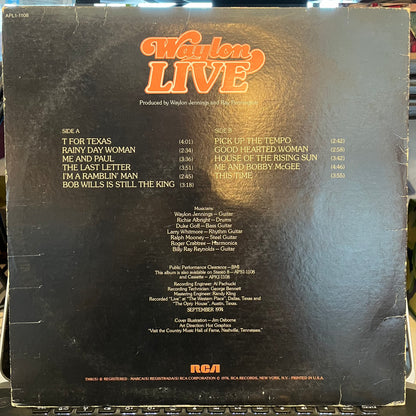 APL1-1108
Waylon
LIVE
Produced by Waylon Jennings and Ray Pennington
SIDE A
T FOR TEXAS (4:01)
RAINY DAY WOMAN (2:34)
ME AND PAUL (3:36)
THE LAST LETTER (3:51)
I'M A RAMBLIN' MAN (2:45)
BOB WILLS IS STILL THE KING (3:18)
SIDE B
PICK UP THE TEMPO (2:42)
GOOD HEARTED WOMAN (2:58)
HOUSE OF THE RISING SUN (3:42)
ME AND BOBBY McGEE (4:46)
THIS TIME (3:55)
Musicians:
Waylon Jennings – Guitar
Richie Albright – Drums
Duke Goff – Bass Guitar
Larry Whitmore – Rhythm Guitar
Ralph Mooney – Steel Guitar
Roger Crabtree – Harmonica
Billy Ray Reynolds – Guitar
Public Performance Clearance – BMI
This album is also available on Stereo 8 – APS1-1108
and Cassette – APK1-1108
Recording Engineer: Al Pachucki
Recording Technician: George Bennett
Mastering Engineer: Randy Kling
Recorded "Live" at "The Western Place", Dallas, Texas and
"The Opry House", Austin, Texas.
SEPTEMBER 1974
Cover Illustration – Jim Osborne
Art Direction: Hot Graphics
"Visit the Country Music Hall of Fame, Nashville, Tennessee."
RCA
TMK(S) ® REGISTERED · MARCA(S) REGISTRADA(S) RCA CORPORATION © 1976, RCA RECORDS, NEW YORK, N.Y. · PRINTED IN U.S.A.